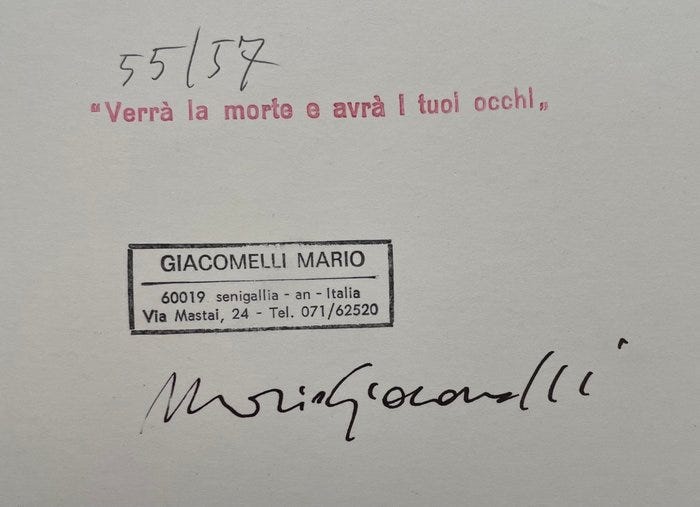 55/57
"Verrà la morte e avrà i tuoi occhi„
GIACOMELLI MARIO
60019 senigallia - an - Italia
Via Mastai, 24 - Tel. 071/62520
Mario Giacomelli